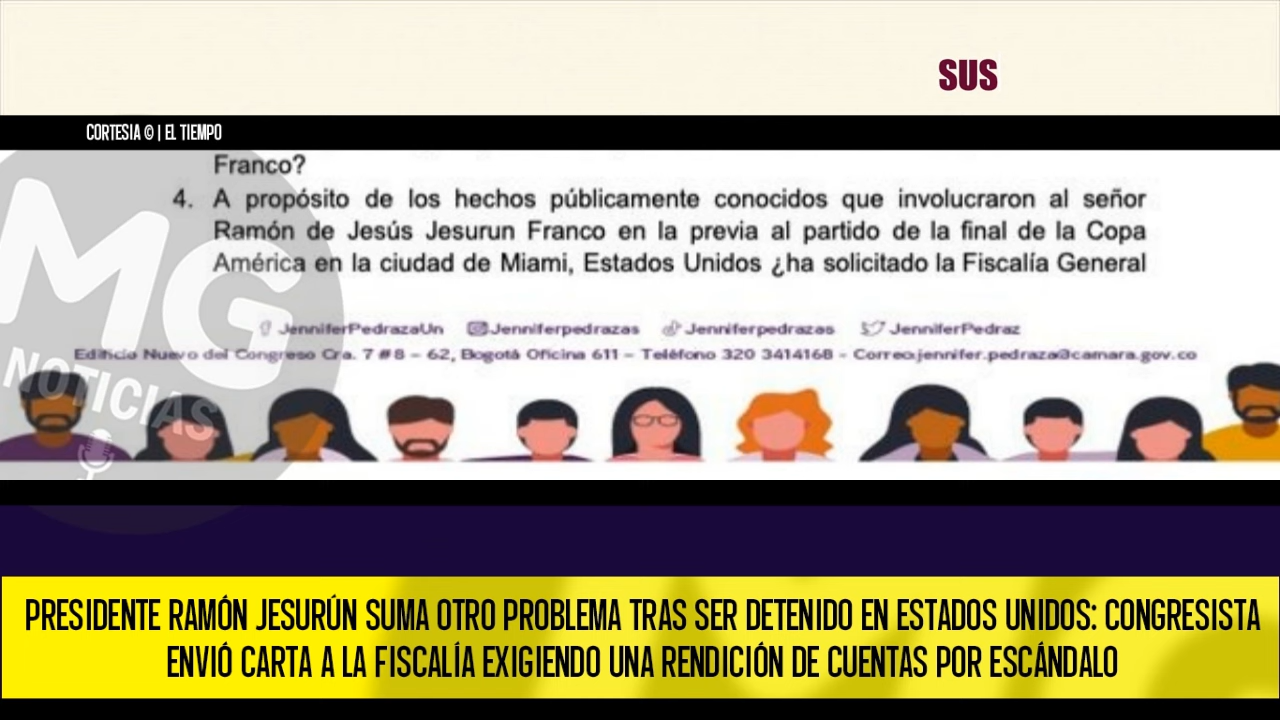 SUS
CORTESIA © | EL TIEMPO
Franco?
4. A propósito de los hechos públicamente conocidos que involucraron al señor
Ramón de Jesús Jesurun Franco en la previa al partido de la final de la Copa
América en la ciudad de Miami, Estados Unidos ¿ha solicitado la Fiscalía General
MG
NOTICIAS
JenniferPedrazaUn Jenniferpedrazas Jenniferpedrazas JenniferPedraz
Edificio Nuevo del Congreso Cra. 7 # 8 – 62, Bogotá Oficina 611 – Teléfono 320 3414168 - Correo.jennifer.pedraza@camara.gov.co
PRESIDENTE RAMÓN JESURÚN SUMA OTRO PROBLEMA TRAS SER DETENIDO EN ESTADOS UNIDOS: CONGRESISTA
ENVIÓ CARTA A LA FISCALÍA EXIGIENDO UNA RENDICIÓN DE CUENTAS POR ESCÁNDALO